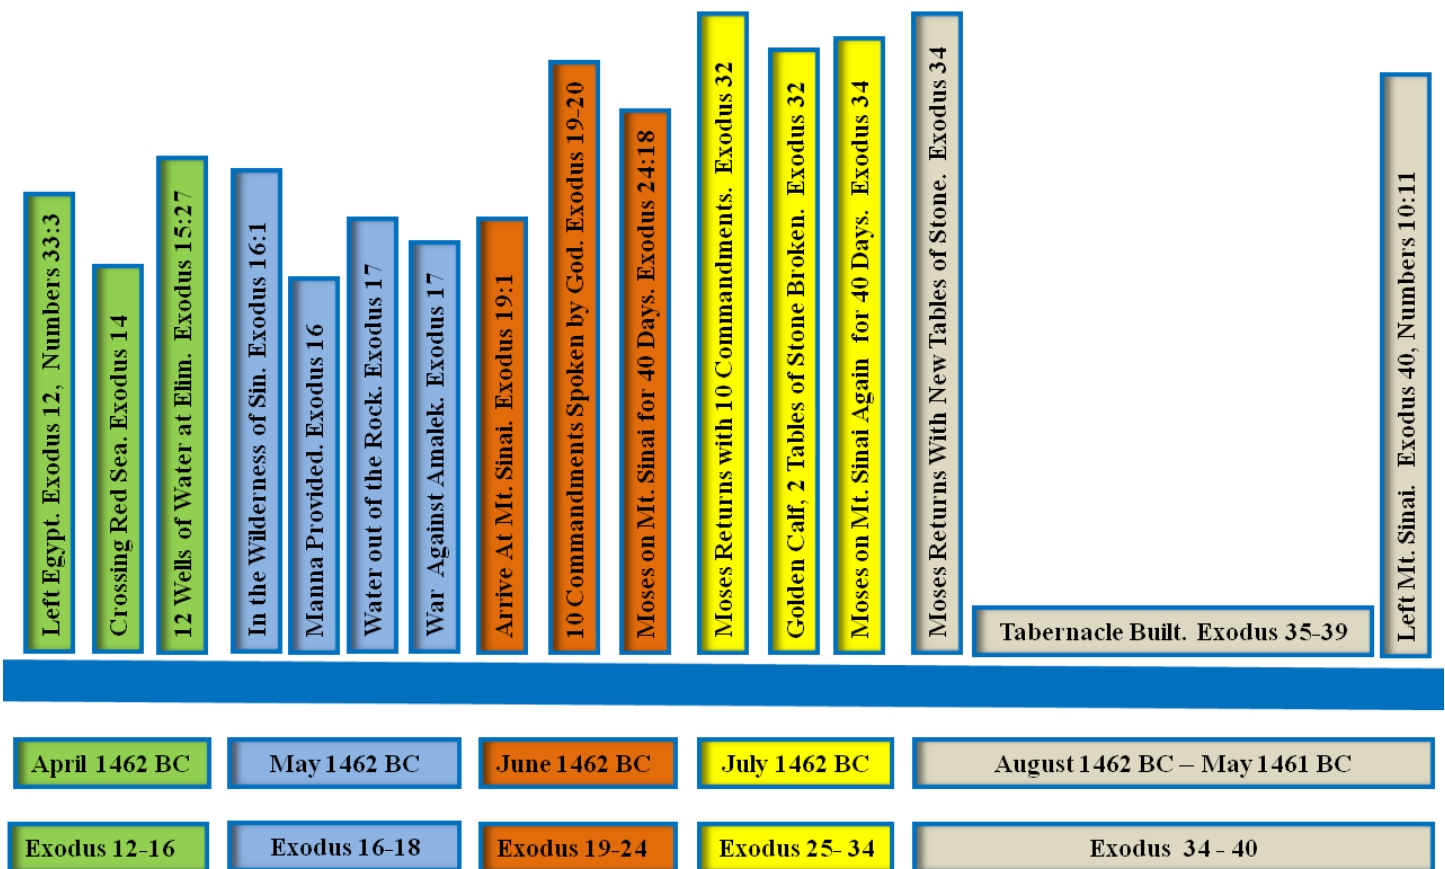 Left Egypt. Exodus 12, Numbers 33:3
Crossing Red Sea. Exodus 14
12 Wells of Water at Elim. Exodus 15:27
In the Wilderness of Sin. Exodus 16:1
Manna Provided. Exodus 16
Water out of the Rock. Exodus 17
War Against Amalek. Exodus 17
Arrive At Mt. Sinai. Exodus 19:1
10 Commandments Spoken by God. Exodus 19-20
Moses on Mt. Sinai for 40 Days. Exodus 24:18
Moses Returns with 10 Commandments. Exodus 32
Golden Calf, 2 Tables of Stone Broken. Exodus 32
Moses on Mt. Sinai Again for 40 Days. Exodus 34
Moses Returns With New Tables of Stone. Exodus 34
Tabernacle Built. Exodus 35-39
Left Mt. Sinai. Exodus 40, Numbers 10:11
April 1462 BC
May 1462 BC
June 1462 BC
July 1462 BC
August 1462 BC – May 1461 BC
Exodus 12-16
Exodus 16-18
Exodus 19-24
Exodus 25- 34
Exodus 34 - 40